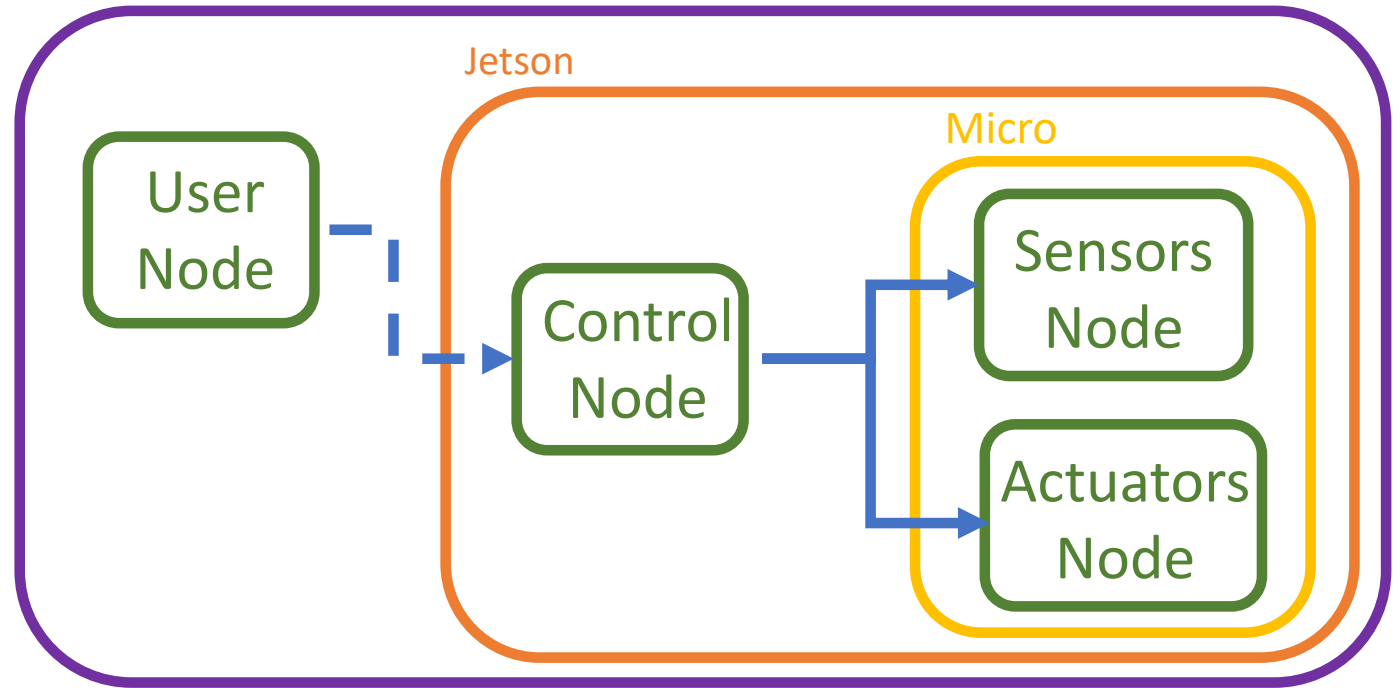 Jetson
Micro
User
Node
Sensors
Node
Control
Node
Actuators
Node